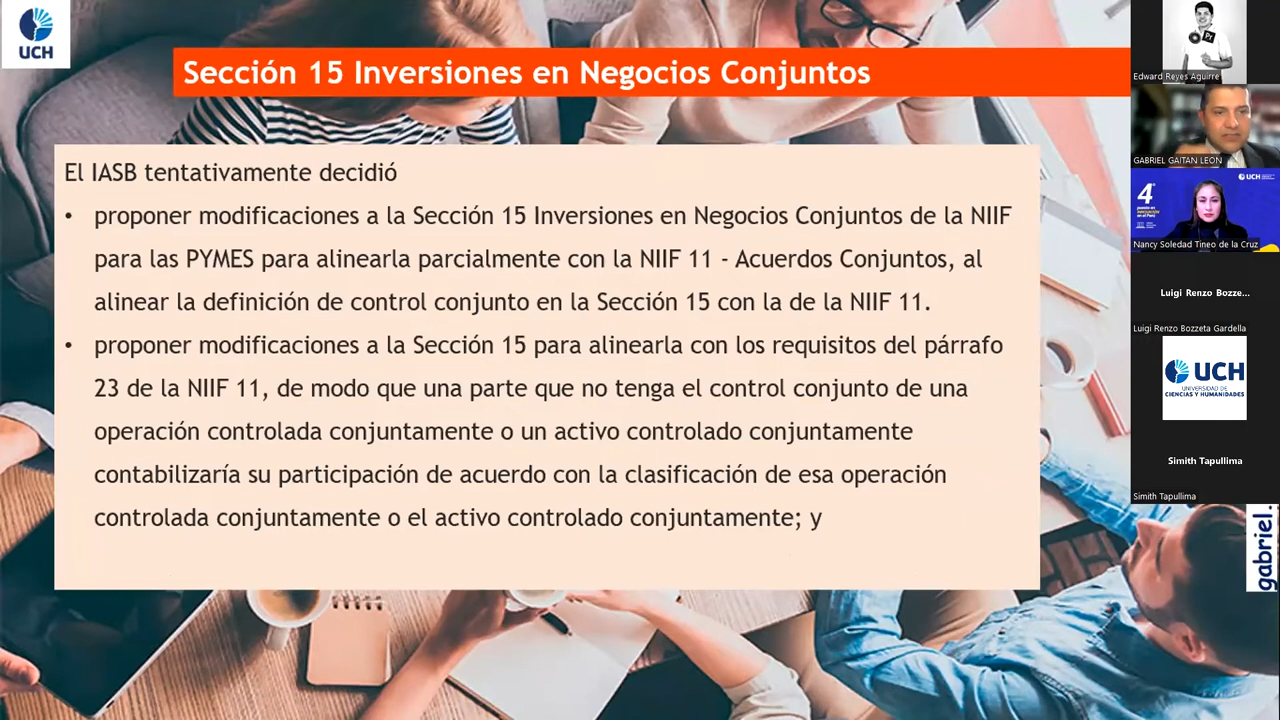 UCH
Sección 15 Inversiones en Negocios Conjuntos
El IASB tentativamente decidió
• proponer modificaciones a la Sección 15 Inversiones en Negocios Conjuntos de la NIIF
para las PYMES para alinearla parcialmente con la NIIF 11 - Acuerdos Conjuntos, al
alinear la definición de control conjunto en la Sección 15 con la de la NIIF 11.
• proponer modificaciones a la Sección 15 para alinearla con los requisitos del párrafo
23 de la NIIF 11, de modo que una parte que no tenga el control conjunto de una
operación controlada conjuntamente o un activo controlado conjuntamente
contabilizaría su participación de acuerdo con la clasificación de esa operación
controlada conjuntamente o el activo controlado conjuntamente; y
Pr
Edward Reyes Aguirre
GABRIEL GAITAN LEON
UCH
4°
Nancy Soledad Tineo de la Cruz
Luigi Renzo Bozze...
Luigi Renzo Bozzeta Gardella
UCH
UNIVERSIDAD DE
CIENCIAS Y HUMANIDADES
Simith Tapullima
Simith Tapullima
gabriel.